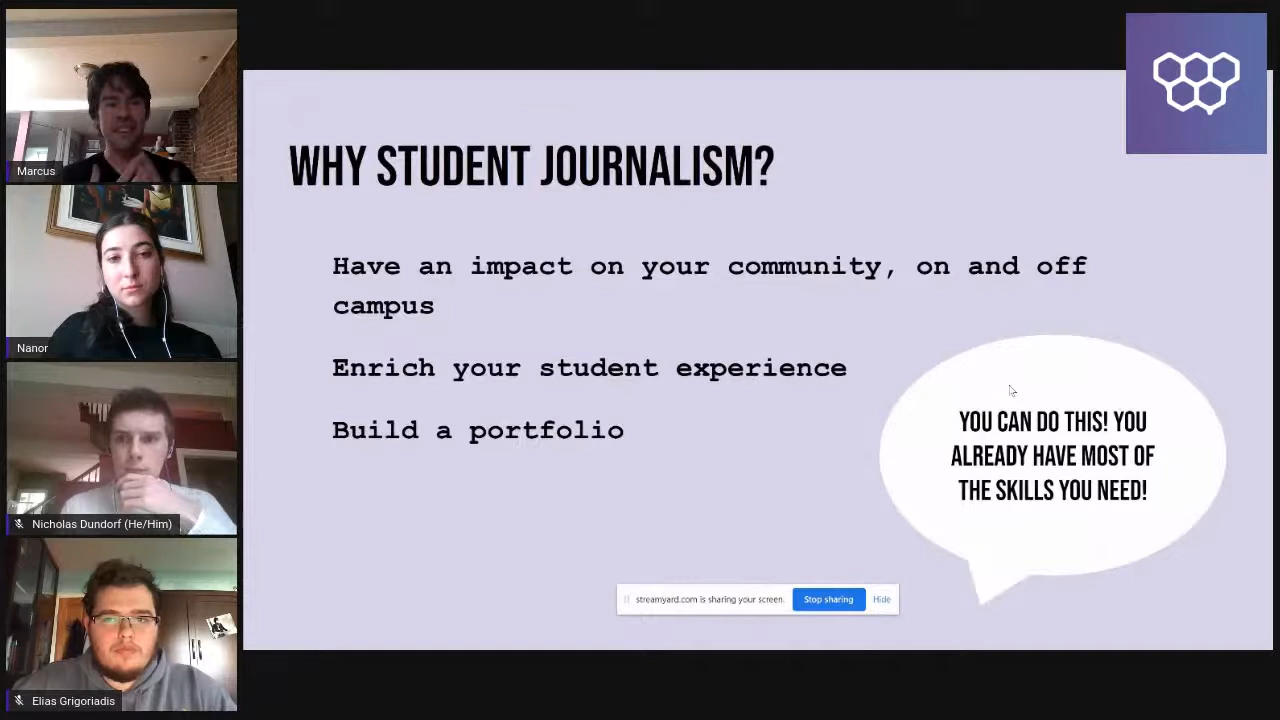 Marcus
Nanor
Nicholas Dundorf (He/Him)
Elias Grigoriadis
WHY STUDENT JOURNALISM?
Have an impact on your community, on and off
campus
Enrich your student experience
Build a portfolio
YOU CAN DO THIS! YOU
ALREADY HAVE MOST OF
THE SKILLS YOU NEED!
streamyard.com is sharing your screen. Stop sharing Hide